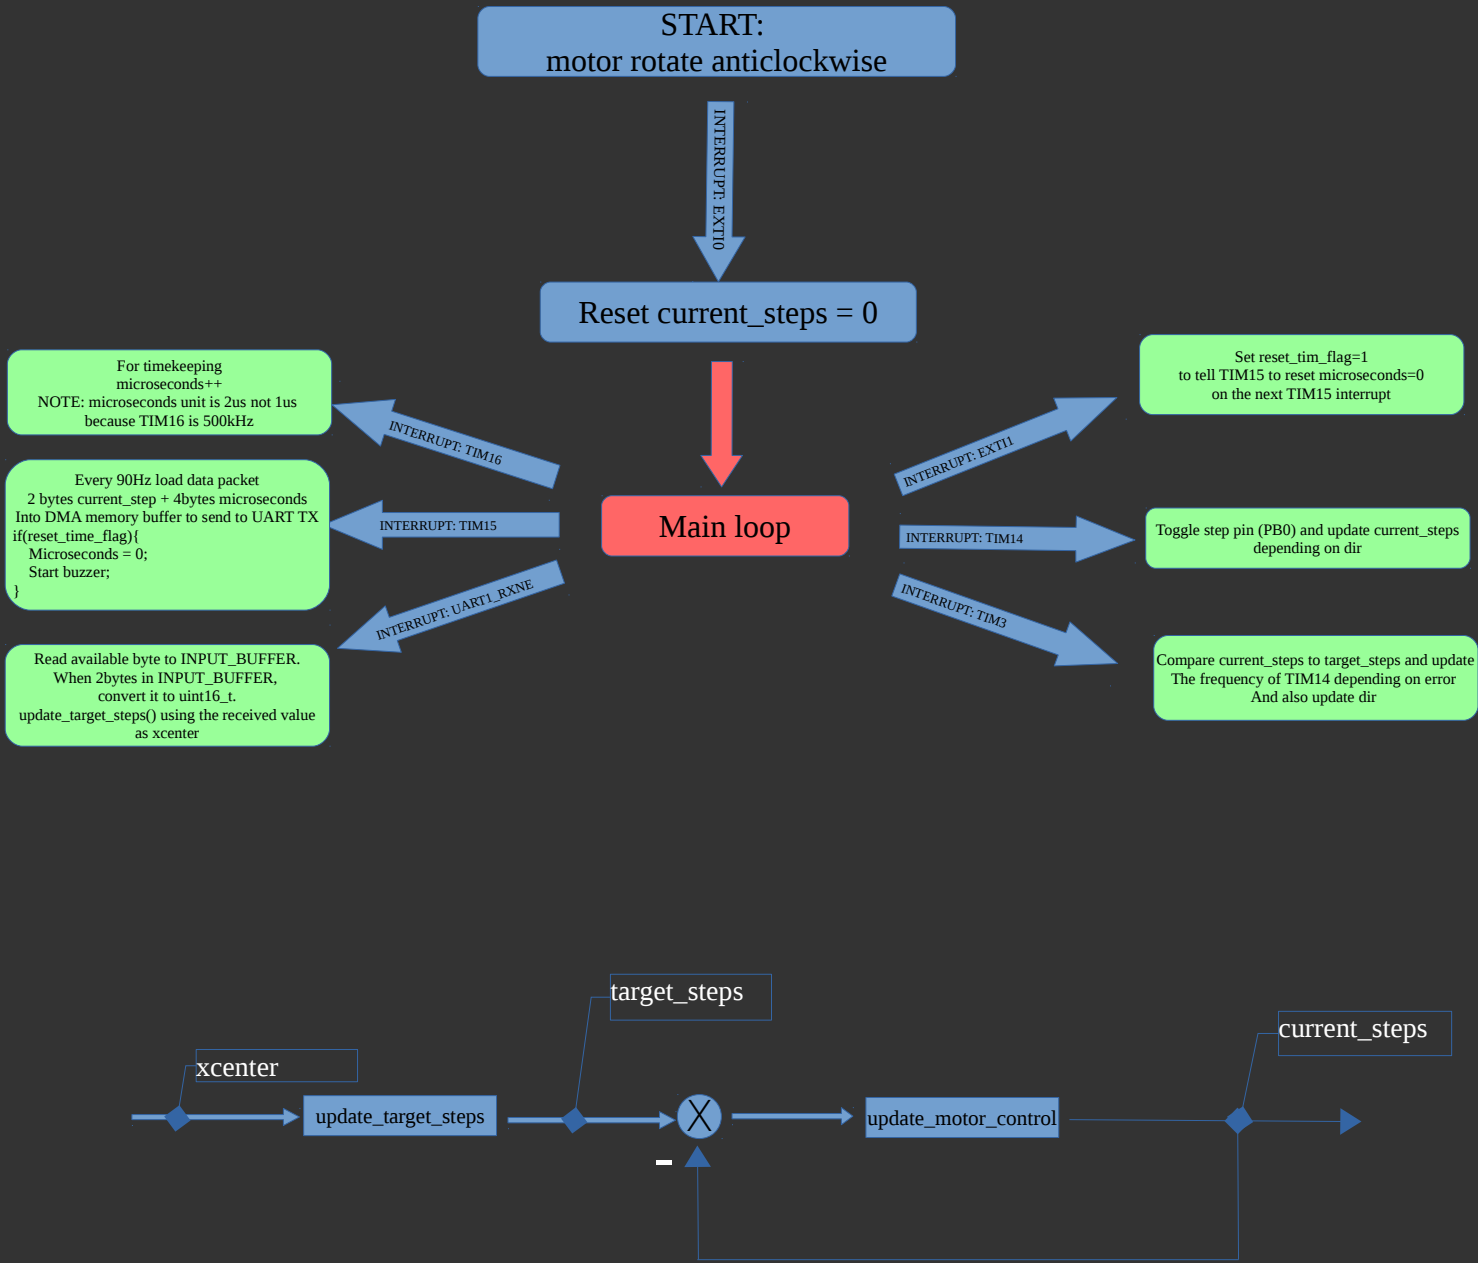 START:
motor rotate anticlockwise
INTERRUPT: EXTI0
Reset current_steps = 0
For timekeeping
microseconds++
NOTE: microseconds unit is 2us not 1us
because TIM16 is 500kHz
INTERRUPT: TIM16
Every 90Hz load data packet
2 bytes current_step + 4bytes microseconds
Into DMA memory buffer to send to UART TX
if(reset_time_flag){
Microseconds = 0;
Start buzzer;
}
INTERRUPT: TIM15
Read available byte to INPUT_BUFFER.
When 2bytes in INPUT_BUFFER,
convert it to uint16_t.
update_target_steps() using the received value
as xcenter
INTERRUPT: UART1_RXNE
Main loop
INTERRUPT: EXTI1
Set reset_tim_flag=1
to tell TIM15 to reset microseconds=0
on the next TIM15 interrupt
INTERRUPT: TIM14
Toggle step pin (PB0) and update current_steps
depending on dir
INTERRUPT: TIM3
Compare current_steps to target_steps and update
The frequency of TIM14 depending on error
And also update dir
xcenter
update_target_steps
target_steps
X
-
update_motor_control
current_steps